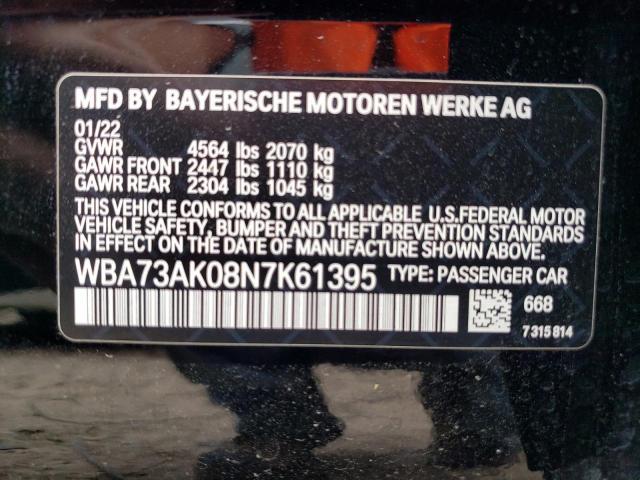 MFD BY BAYERISCHE MOTOREN WERKE AG
01/22
GVWR 4564 lbs 2070 kg
GAWR FRONT 2447 lbs 1110 kg
GAWR REAR 2304 lbs 1045 kg
THIS VEHICLE CONFORMS TO ALL APPLICABLE U.S.FEDERAL MOTOR
VEHICLE SAFETY, BUMPER AND THEFT PREVENTION STANDARDS
IN EFFECT ON THE DATE OF MANUFACTURE SHOWN ABOVE.
WBA73AK08N7K61395 TYPE: PASSENGER CAR
668
7 315 814